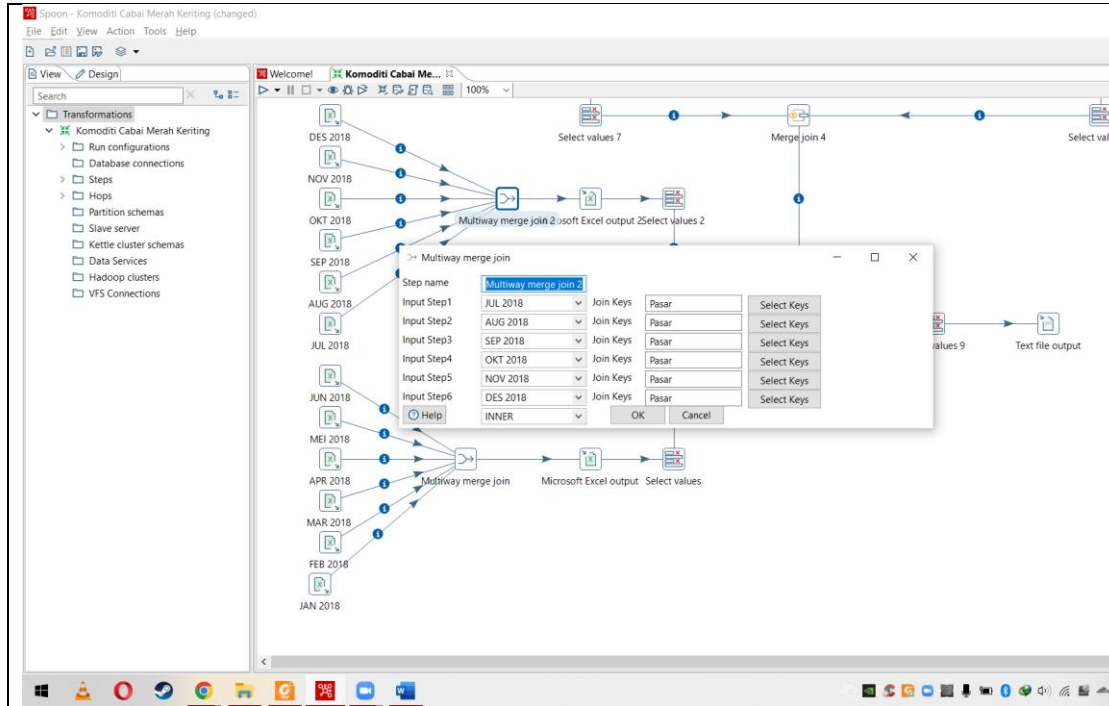 Spoon - Komoditi Cabai Merah Keriting (changed)
File Edit View Action Tools Help
View Design
Welcome! Komoditi Cabai Me...
100%
Search
Transformations
Komoditi Cabai Merah Keriting
Run configurations
Database connections
Steps
Hops
Partition schemas
Slave server
Kettle cluster schemas
Data Services
Hadoop clusters
VFS Connections
DES 2018
Select values 7
Merge join 4
Select val
NOV 2018
OKT 2018
Multiway merge join 2
osoft Excel output 2
Select values 2
SEP 2018
AUG 2018
JUL 2018
Multiway merge join
Step name Multiway merge join 2
Input Step1 JUL 2018 Join Keys Pasar Select Keys
Input Step2 AUG 2018 Join Keys Pasar Select Keys
Input Step3 SEP 2018 Join Keys Pasar Select Keys
Input Step4 OKT 2018 Join Keys Pasar Select Keys
Input Step5 NOV 2018 Join Keys Pasar Select Keys
Input Step6 DES 2018 Join Keys Pasar Select Keys
Help INNER OK Cancel
alues 9
Text file output
JUN 2018
MEI 2018
APR 2018
Multiway merge join
Microsoft Excel output
Select values
MAR 2018
FEB 2018
JAN 2018